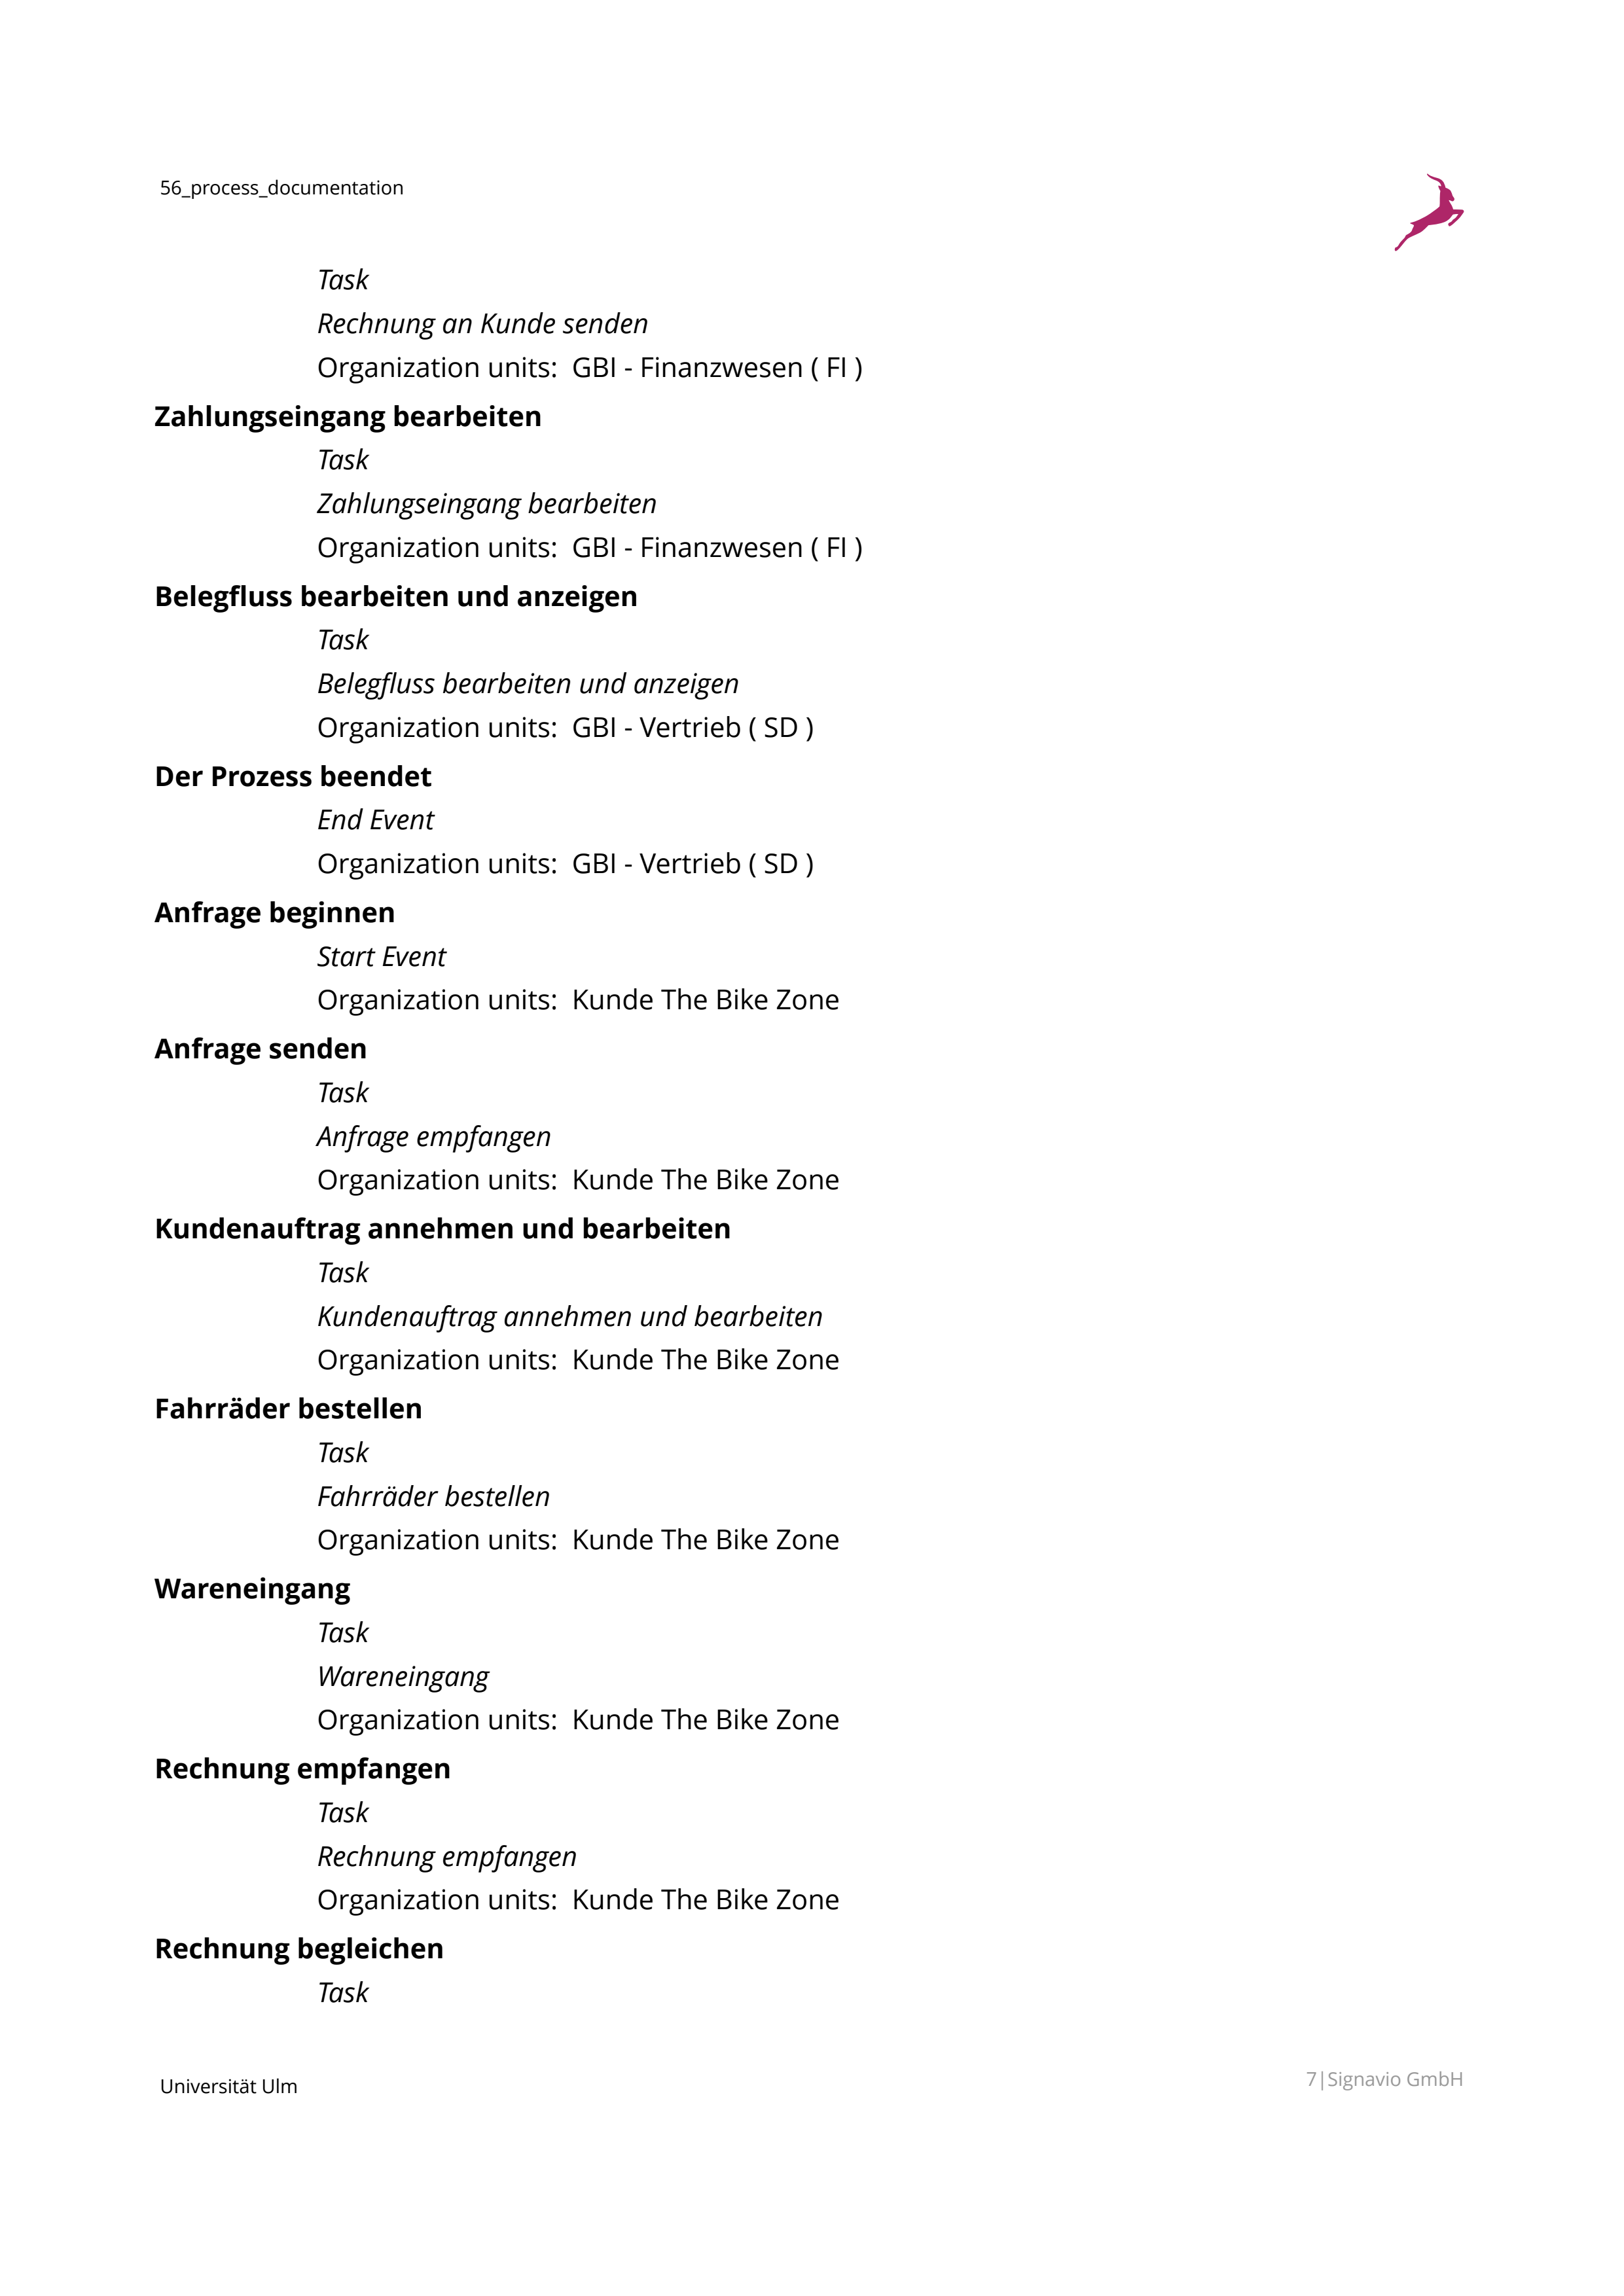 56_process_documentation
Task
Rechnung an Kunde senden
Organization units:  GBI - Finanzwesen ( FI )
Zahlungseingang bearbeiten
Task
Zahlungseingang bearbeiten
Organization units:  GBI - Finanzwesen ( FI )
Belegfluss bearbeiten und anzeigen
Task
Belegfluss bearbeiten und anzeigen
Organization units:  GBI - Vertrieb ( SD )
Der Prozess beendet
End Event
Organization units:  GBI - Vertrieb ( SD )
Anfrage beginnen
Start Event
Organization units:  Kunde The Bike Zone
Anfrage senden
Task
Anfrage empfangen
Organization units:  Kunde The Bike Zone
Kundenauftrag annehmen und bearbeiten
Task
Kundenauftrag annehmen und bearbeiten
Organization units:  Kunde The Bike Zone
Fahrräder bestellen
Task
Fahrräder bestellen
Organization units:  Kunde The Bike Zone
Wareneingang
Task
Wareneingang
Organization units:  Kunde The Bike Zone
Rechnung empfangen
Task
Rechnung empfangen
Organization units:  Kunde The Bike Zone
Rechnung begleichen
Task
Universität Ulm
7|Signavio GmbH